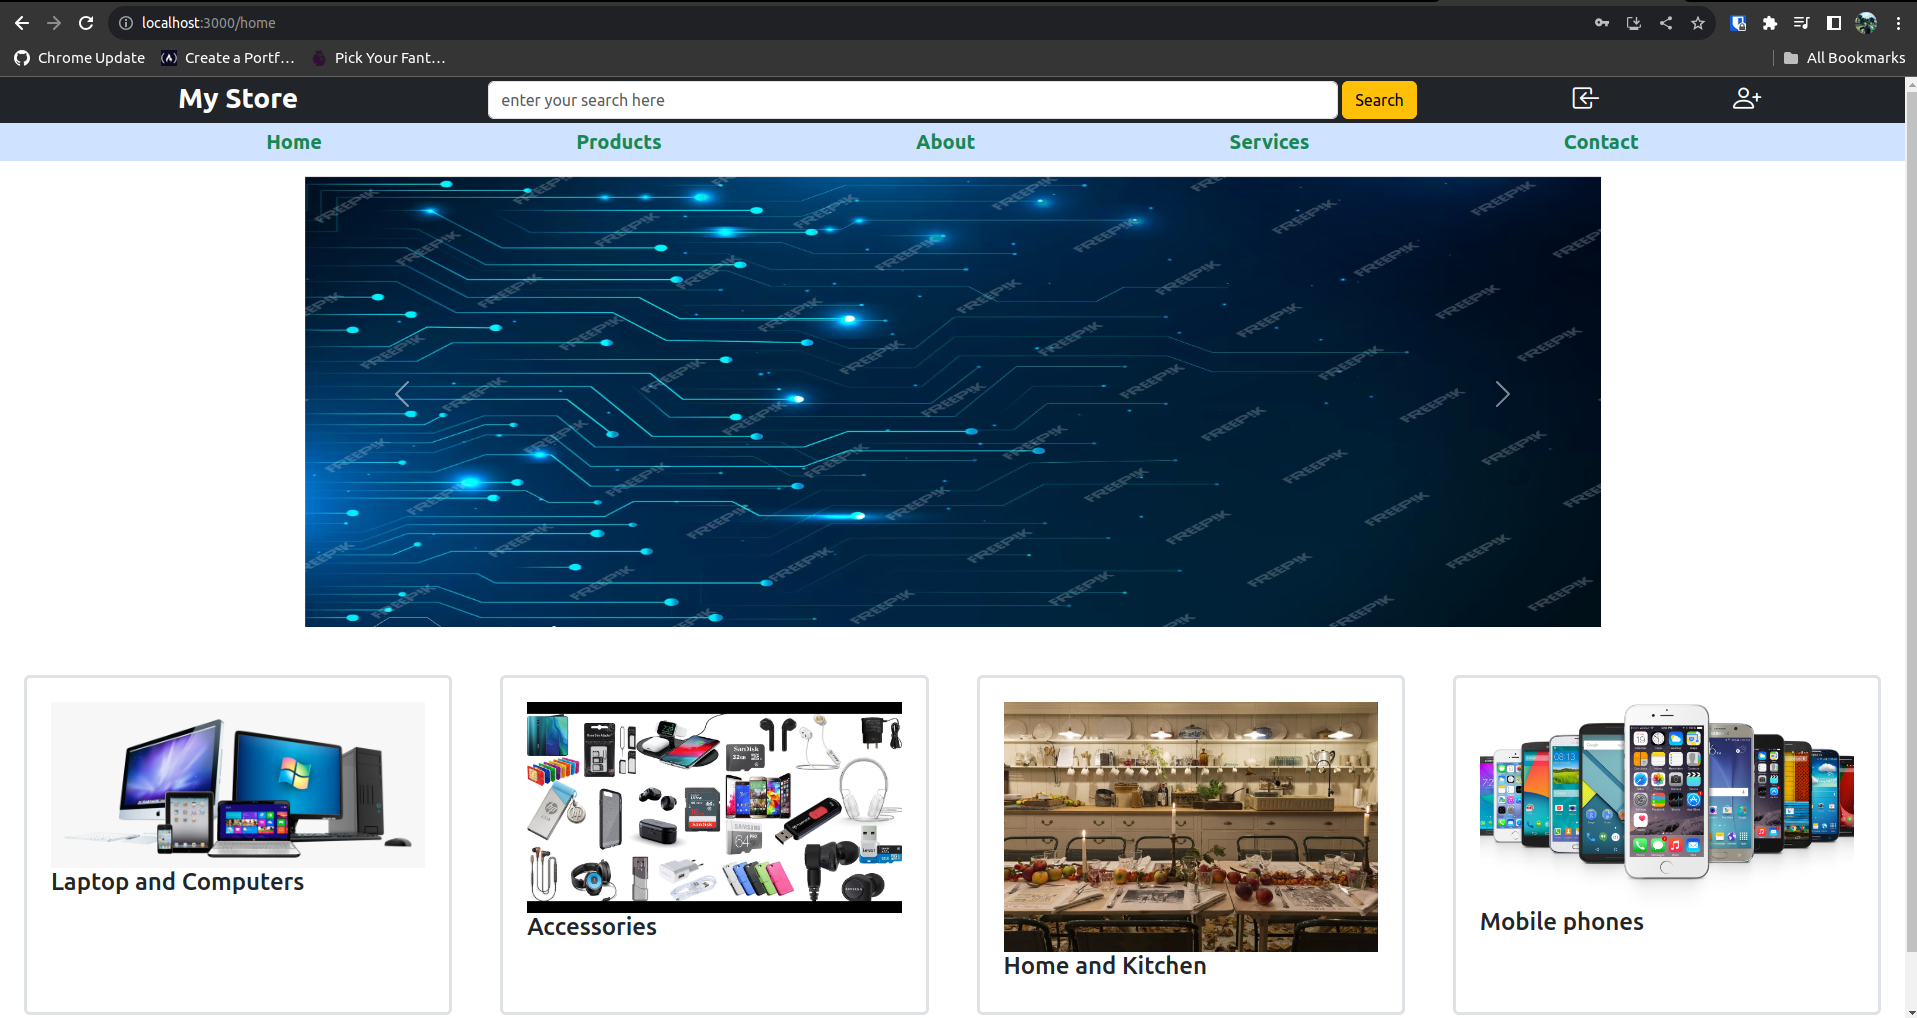 localhost:3000/home
Chrome Update
Create a Portf...
Pick Your Fant...
All Bookmarks
My Store
enter your search here
Search
Home
Products
About
Services
Contact
FREEPIK
Laptop and Computers
Accessories
Home and Kitchen
Mobile phones